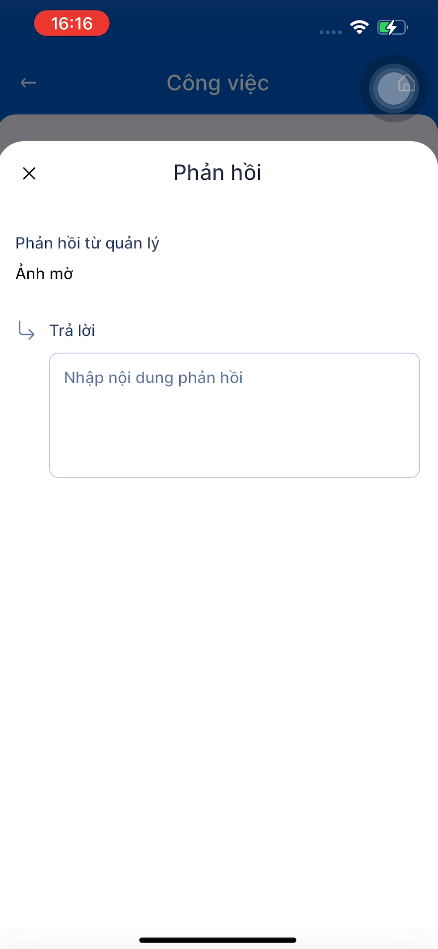 16:16
Công việc
Phản hồi
Phản hồi từ quản lý
Ảnh mờ
Trả lời
Nhập nội dung phản hồi